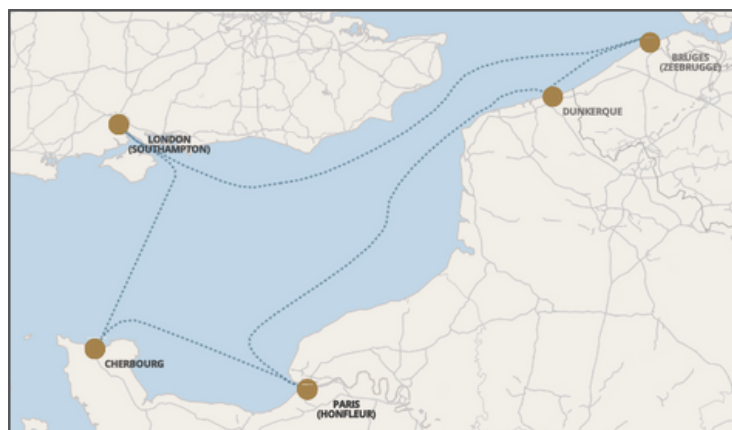 BRUGES
(ZEEBRUGGE)
DUNKERQUE
LONDON
(SOUTHAMPTON)
CHERBOURG
PARIS
(HONFLEUR)